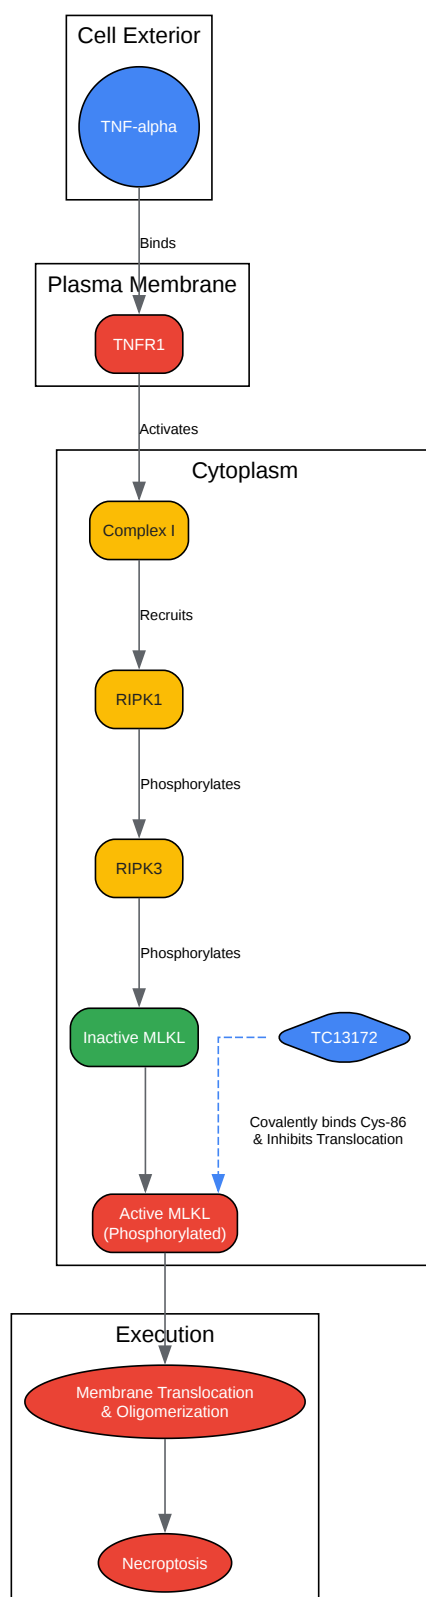 Cell Exterior
TNF-alpha
Binds
Plasma Membrane
TNFR1
Activates
Cytoplasm
Complex I
Recruits
RIPK1
Phosphorylates
RIPK3
Phosphorylates
Inactive MLKL
TC13172
Covalently binds Cys-86
& Inhibits Translocation
Active MLKL
(Phosphorylated)
Execution
Membrane Translocation
& Oligomerization
Necroptosis